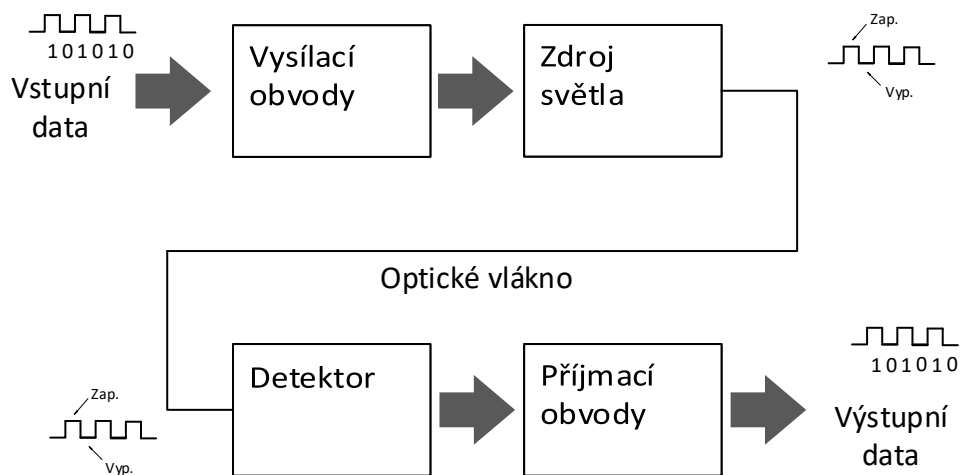 101010
Vstupní
data
Vysílací
obvody
Zdroj
světla
Zap.
Vyp.
Optické vlákno
Zap.
Vyp.
Detektor
Příjmací
obvody
101010
Výstupní
data